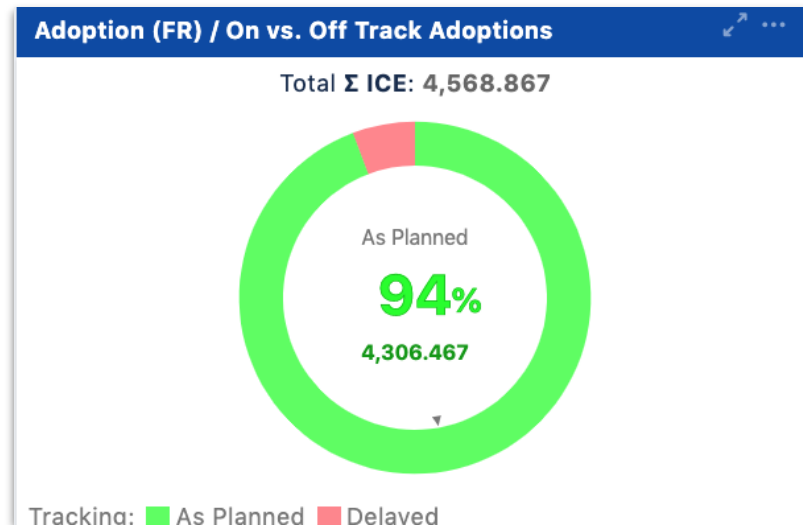 Adoption (FR) / On vs. Off Track Adoptions
Total Σ ICE: 4,568.867
As Planned
94%
4,306.467
Tracking: As Planned Delayed